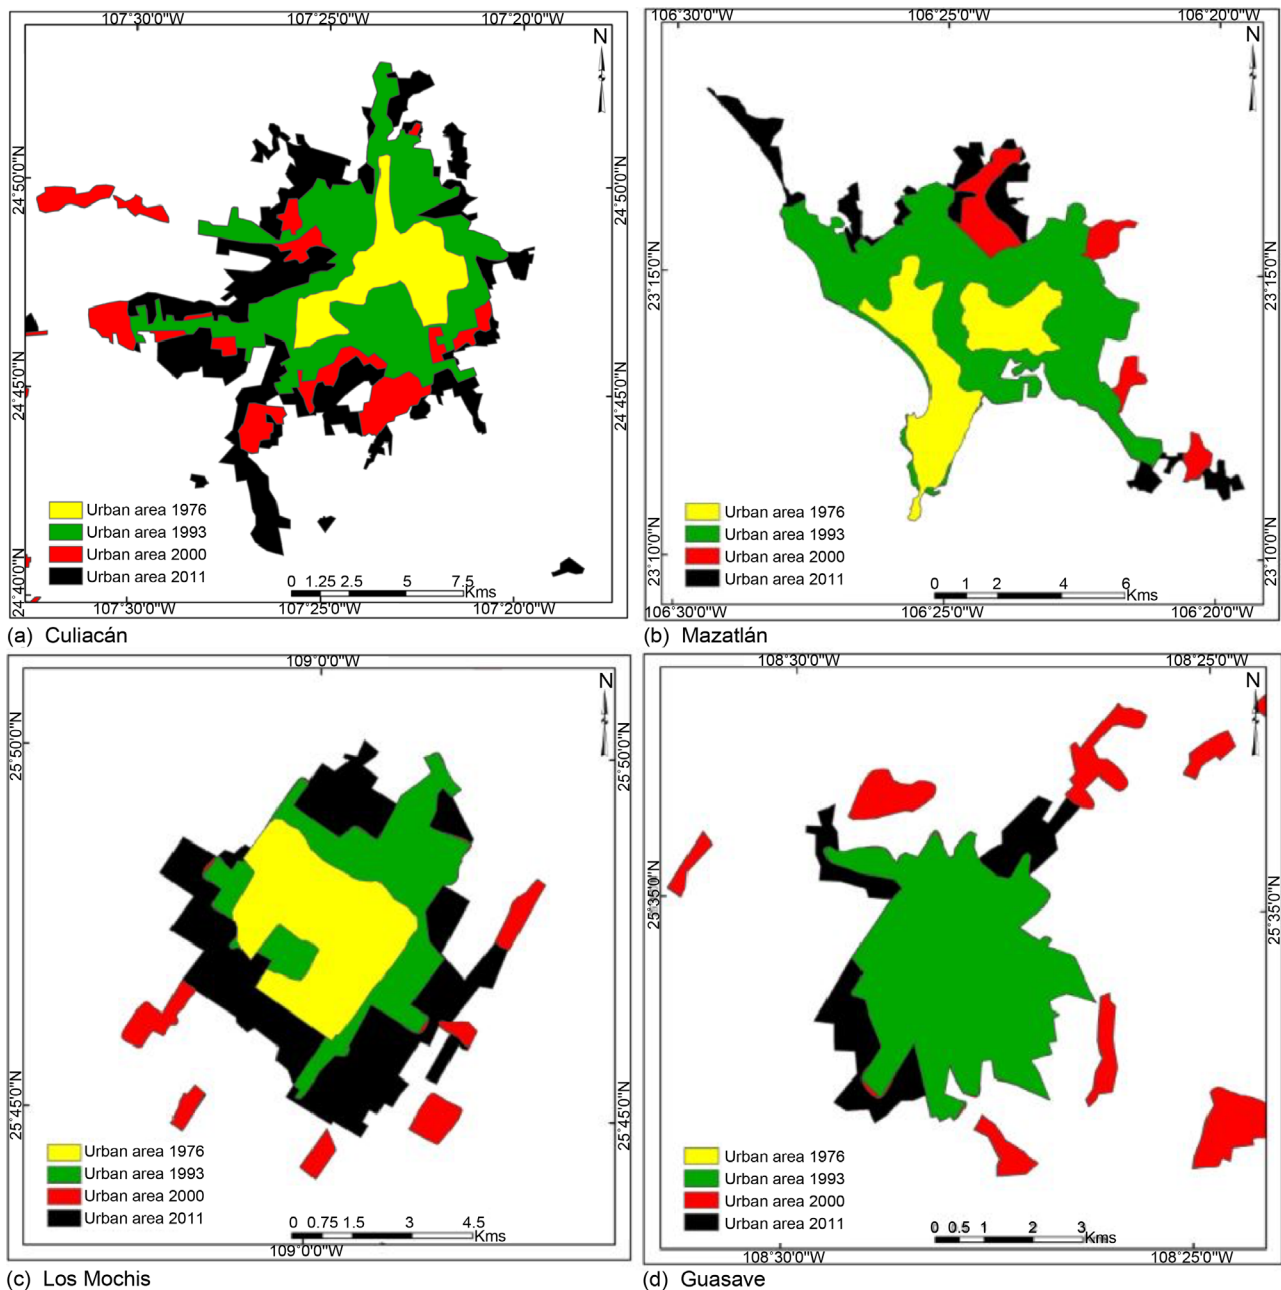 107°30'0"W 107°25'0"W 107°20'0"W
N
24°50'0"N 24°50'0"N
24°45'0"N 24°45'0"N
24°40'0"N
Urban area 1976
Urban area 1993
Urban area 2000
Urban area 2011
0 1.25 2.5 5 7.5
Kms
107°30'0"W 107°25'0"W 107°20'0"W
(a) Culiacán
106°30'0"W 106°25'0"W 106°20'0"W
N
23°15'0"N 23°15'0"N
23°10'0"N 23°10'0"N
Urban area 1976
Urban area 1993
Urban area 2000
Urban area 2011
0 1 2 4 6
Kms
106°30'0"W 106°25'0"W 106°20'0"W
(b) Mazatlán
109°0'0"W
N
25°50'0"N 25°50'0"N
25°45'0"N 25°45'0"N
Urban area 1976
Urban area 1993
Urban area 2000
Urban area 2011
0 0.75 1.5 3 4.5
Kms
109°0'0"W
(c) Los Mochis
108°30'0"W 108°25'0"W
N
25°35'0"N 25°35'0"N
Urban area 1976
Urban area 1993
Urban area 2000
Urban area 2011
0 0.5 1 2 3
Kms
108°30'0"W 108°25'0"W
(d) Guasave